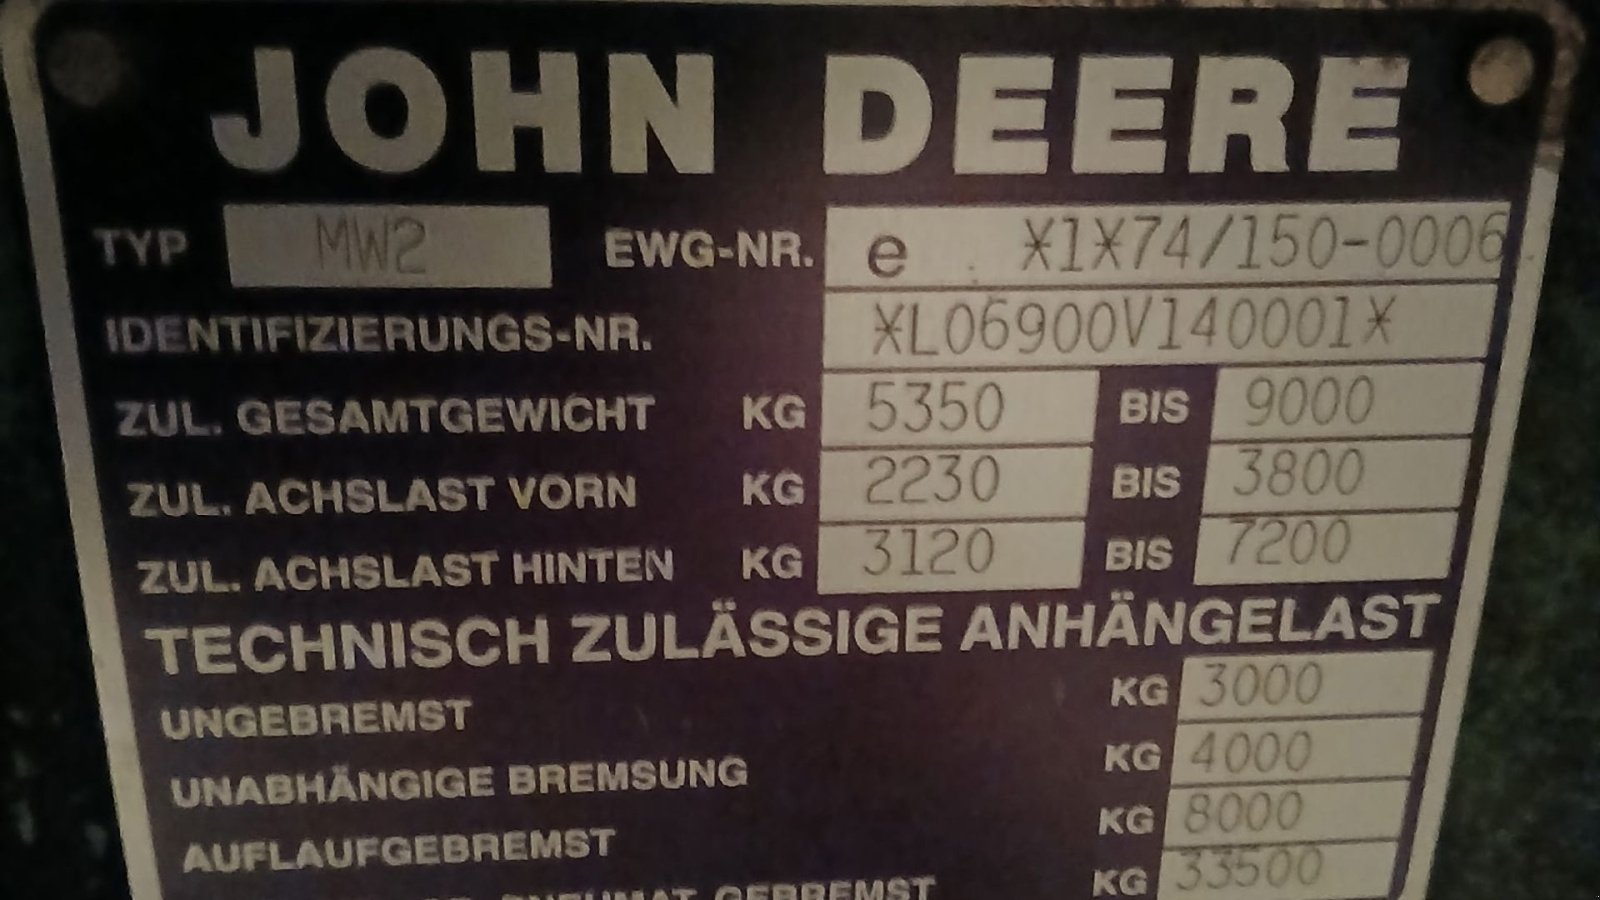 JOHN DEERE
TYP MW2 EWG-NR. e *1*74/150-0006
IDENTIFIZIERUNGS-NR. *L06900V140001*
ZUL. GESAMTGEWICHT KG 5350 BIS 9000
ZUL. ACHSLAST VORN KG 2230 BIS 3800
ZUL. ACHSLAST HINTEN KG 3120 BIS 7200
TECHNISCH ZULÄSSIGE ANHÄNGELAST
UNGEBREMST KG 3000
UNABHÄNGIGE BREMSUNG KG 4000
AUFLAUFGEBREMST KG 8000
PNEUMAT. GEBREMST KG 33500